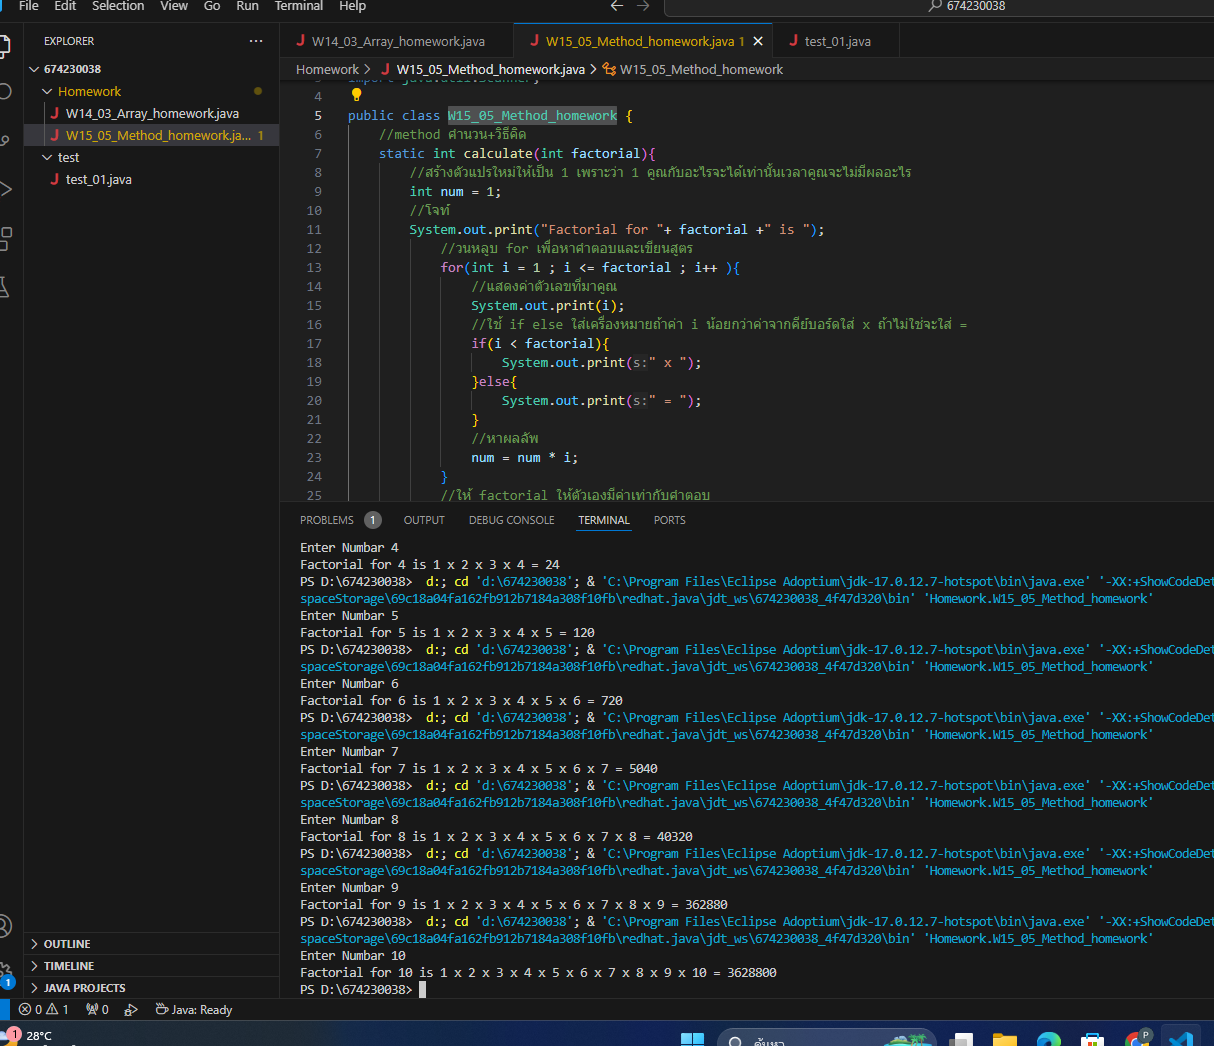 File Edit Selection View Go Run Terminal Help
674230038
EXPLORER
W14_03_Array_homework.java
W15_05_Method_homework.java 1
test_01.java
674230038
Homework
W14_03_Array_homework.java
W15_05_Method_homework.ja... 1
test
test_01.java
Homework > W15_05_Method_homework.java > W15_05_Method_homework
4
5 public class W15_05_Method_homework {
6 //method คำนวน+วิธีคิด
7 static int calculate(int factorial){
8 //สร้างตัวแปรใหม่ให้เป็น 1 เพราะว่า 1 คูณกับอะไรจะได้เท่านั้นเวลาคูณจะไม่มีผลอะไร
9 int num = 1;
10 //โจทย์
11 System.out.print("Factorial for "+ factorial +" is ");
12 //วนหลูบ for เพื่อหาคำตอบและเขียนสูตร
13 for(int i = 1 ; i <= factorial ; i++ ){
14 //แสดงค่าตัวเลขที่มาคูณ
15 System.out.print(i);
16 //ใช้ if else ใส่เครื่องหมายถ้าค่า i น้อยกว่าค่าจากคีย์บอร์ดใส่ x ถ้าไม่ใช่จะใส่ =
17 if(i < factorial){
18 System.out.print(s:" x ");
19 }else{
20 System.out.print(s:" = ");
21 }
22 //หาผลลัพ
23 num = num * i;
24 }
25 //ให้ factorial ให้ตัวเองมีค่าเท่ากับคำตอบ
PROBLEMS 1 OUTPUT DEBUG CONSOLE TERMINAL PORTS
Enter Numbar 4
Factorial for 4 is 1 x 2 x 3 x 4 = 24
PS D:\674230038> d:; cd 'd:\674230038'; & 'C:\Program Files\Eclipse Adoptium\jdk-17.0.12.7-hotspot\bin\java.exe' '-XX:+ShowCodeDet
spaceStorage\69c18a04fa162fb912b7184a308f10fb\redhat.java\jdt_ws\674230038_4f47d320\bin' 'Homework.W15_05_Method_homework'
Enter Numbar 5
Factorial for 5 is 1 x 2 x 3 x 4 x 5 = 120
PS D:\674230038> d:; cd 'd:\674230038'; & 'C:\Program Files\Eclipse Adoptium\jdk-17.0.12.7-hotspot\bin\java.exe' '-XX:+ShowCodeDet
spaceStorage\69c18a04fa162fb912b7184a308f10fb\redhat.java\jdt_ws\674230038_4f47d320\bin' 'Homework.W15_05_Method_homework'
Enter Numbar 6
Factorial for 6 is 1 x 2 x 3 x 4 x 5 x 6 = 720
PS D:\674230038> d:; cd 'd:\674230038'; & 'C:\Program Files\Eclipse Adoptium\jdk-17.0.12.7-hotspot\bin\java.exe' '-XX:+ShowCodeDet
spaceStorage\69c18a04fa162fb912b7184a308f10fb\redhat.java\jdt_ws\674230038_4f47d320\bin' 'Homework.W15_05_Method_homework'
Enter Numbar 7
Factorial for 7 is 1 x 2 x 3 x 4 x 5 x 6 x 7 = 5040
PS D:\674230038> d:; cd 'd:\674230038'; & 'C:\Program Files\Eclipse Adoptium\jdk-17.0.12.7-hotspot\bin\java.exe' '-XX:+ShowCodeDet
spaceStorage\69c18a04fa162fb912b7184a308f10fb\redhat.java\jdt_ws\674230038_4f47d320\bin' 'Homework.W15_05_Method_homework'
Enter Numbar 8
Factorial for 8 is 1 x 2 x 3 x 4 x 5 x 6 x 7 x 8 = 40320
PS D:\674230038> d:; cd 'd:\674230038'; & 'C:\Program Files\Eclipse Adoptium\jdk-17.0.12.7-hotspot\bin\java.exe' '-XX:+ShowCodeDet
spaceStorage\69c18a04fa162fb912b7184a308f10fb\redhat.java\jdt_ws\674230038_4f47d320\bin' 'Homework.W15_05_Method_homework'
Enter Numbar 9
Factorial for 9 is 1 x 2 x 3 x 4 x 5 x 6 x 7 x 8 x 9 = 362880
PS D:\674230038> d:; cd 'd:\674230038'; & 'C:\Program Files\Eclipse Adoptium\jdk-17.0.12.7-hotspot\bin\java.exe' '-XX:+ShowCodeDet
spaceStorage\69c18a04fa162fb912b7184a308f10fb\redhat.java\jdt_ws\674230038_4f47d320\bin' 'Homework.W15_05_Method_homework'
Enter Numbar 10
Factorial for 10 is 1 x 2 x 3 x 4 x 5 x 6 x 7 x 8 x 9 x 10 = 3628800
PS D:\674230038>
OUTLINE
TIMELINE
JAVA PROJECTS
1
0 1 0 Java: Ready
1
28°C
ค้นหา
P